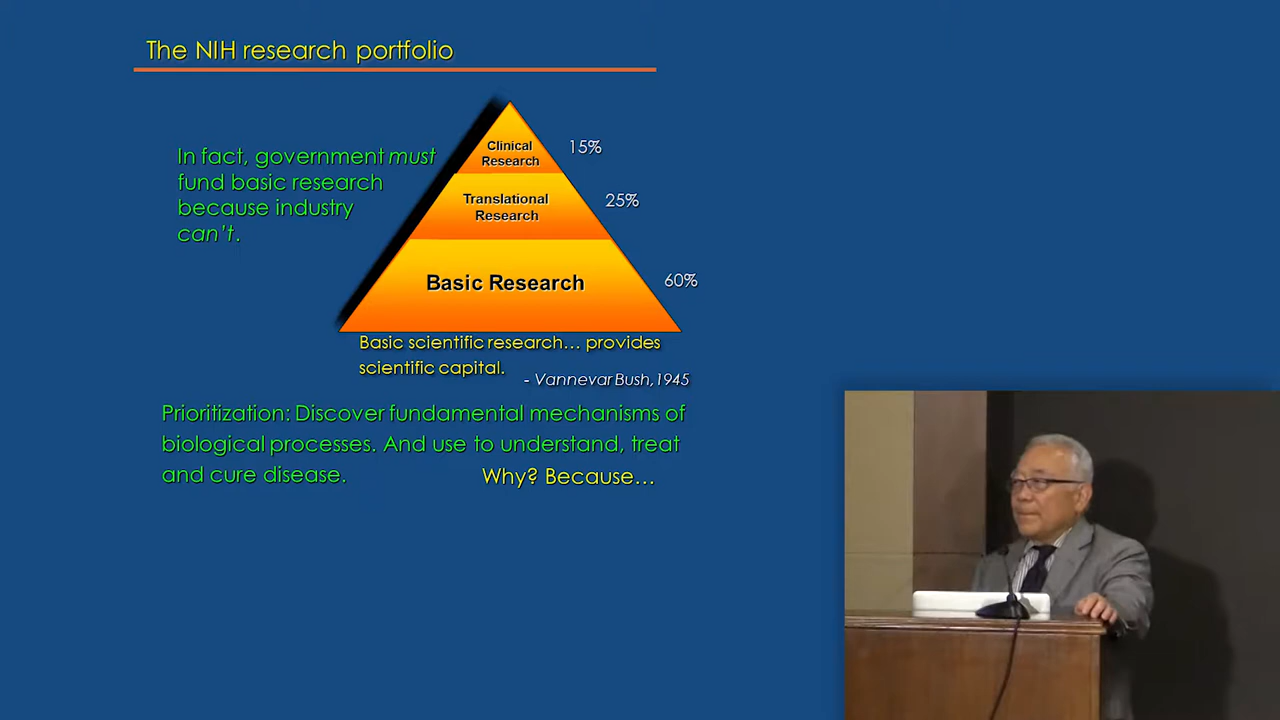 The NIH research portfolio
In fact, government must
fund basic research
because industry
can't.
Clinical
Research
15%
Translational
Research
25%
Basic Research
60%
Basic scientific research... provides
scientific capital.
- Vannevar Bush, 1945
Prioritization: Discover fundamental mechanisms of
biological processes. And use to understand, treat
and cure disease.
Why? Because...